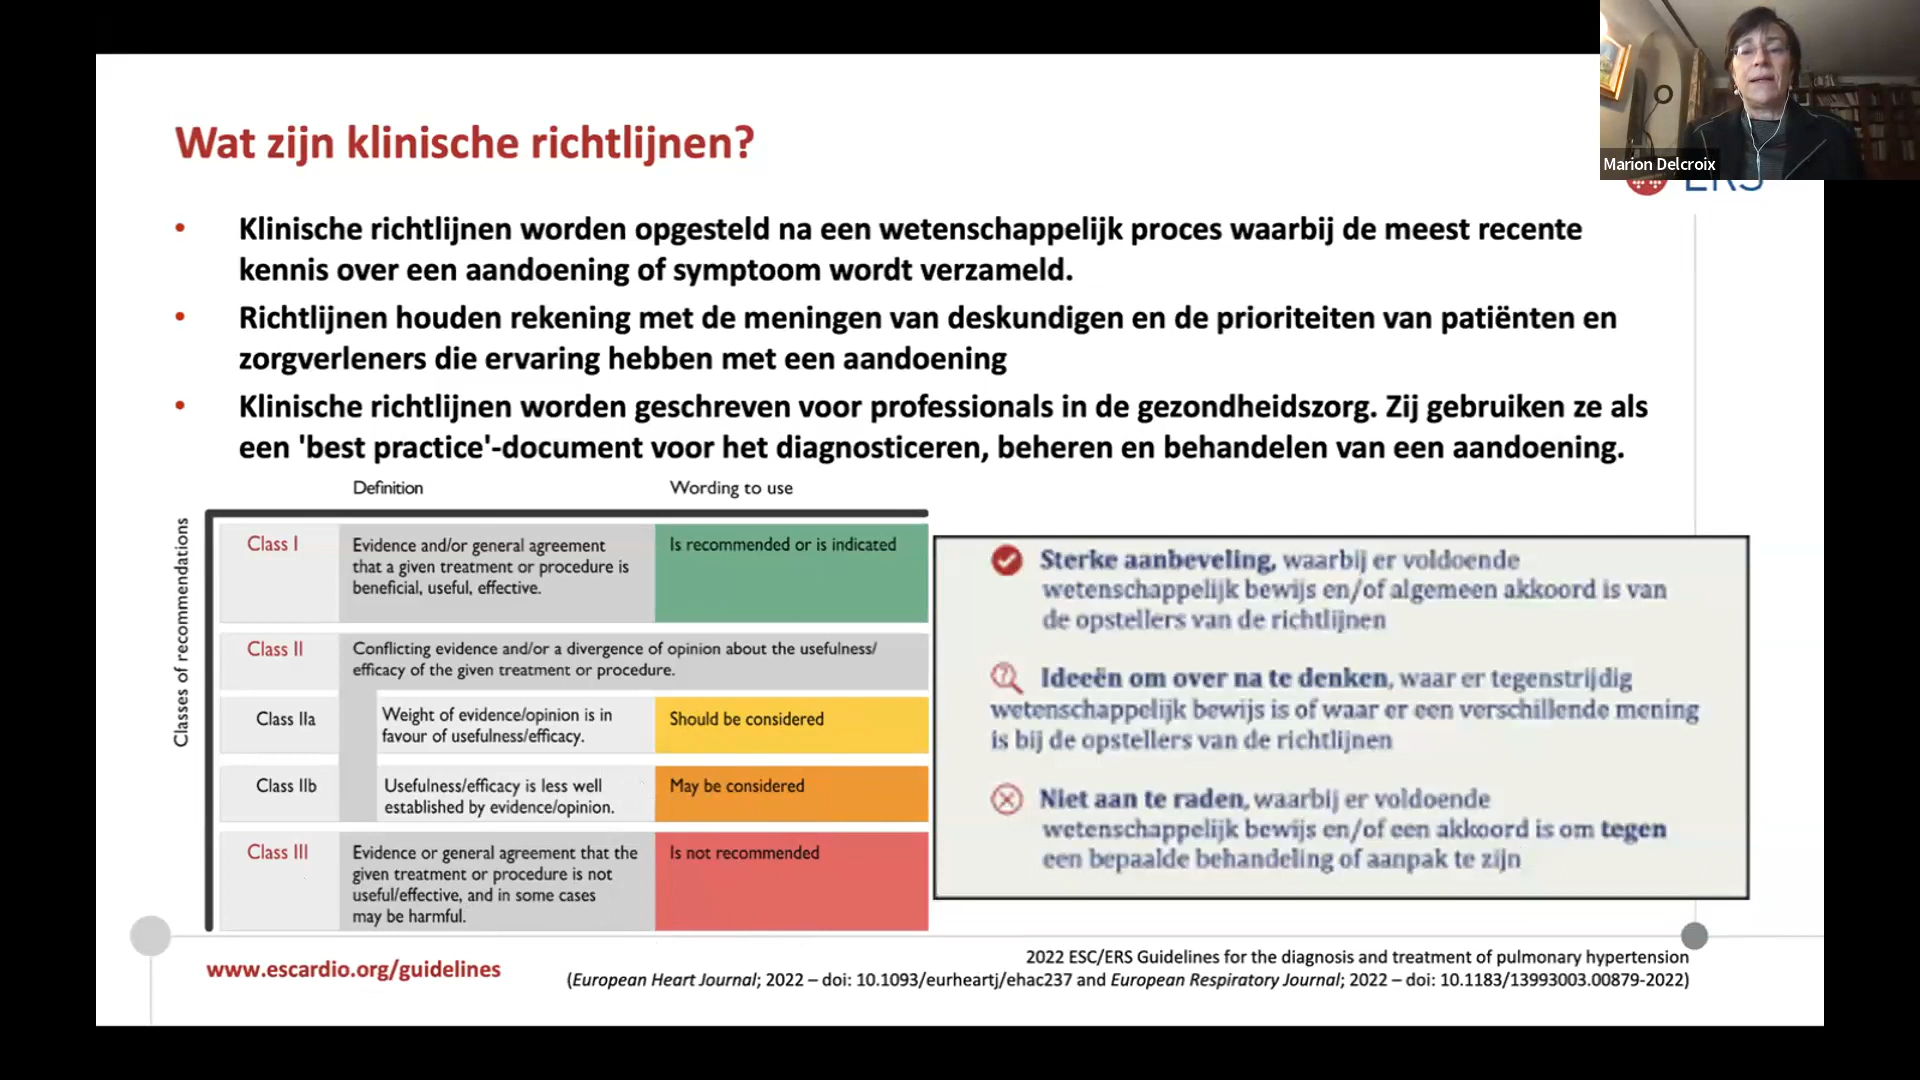 Wat zijn klinische richtlijnen?
Marion Delcroix
ERS
• Klinische richtlijnen worden opgesteld na een wetenschappelijk proces waarbij de meest recente
kennis over een aandoening of symptoom wordt verzameld.
• Richtlijnen houden rekening met de meningen van deskundigen en de prioriteiten van patiënten en
zorgverleners die ervaring hebben met een aandoening
• Klinische richtlijnen worden geschreven voor professionals in de gezondheidszorg. Zij gebruiken ze als
een 'best practice'-document voor het diagnosticeren, beheren en behandelen van een aandoening.
Definition
Wording to use
Classes of recommendations
Class I
Evidence and/or general agreement
that a given treatment or procedure is
beneficial, useful, effective.
Is recommended or is indicated
Class II
Conflicting evidence and/or a divergence of opinion about the usefulness/
efficacy of the given treatment or procedure.
Class IIa
Weight of evidence/opinion is in
favour of usefulness/efficacy.
Should be considered
Class IIb
Usefulness/efficacy is less well
established by evidence/opinion.
May be considered
Class III
Evidence or general agreement that the
given treatment or procedure is not
useful/effective, and in some cases
may be harmful.
Is not recommended
Sterke aanbeveling, waarbij er voldoende
wetenschappelijk bewijs en/of algemeen akkoord is van
de opstellers van de richtlijnen
Ideeën om over na te denken, waar er tegenstrijdig
wetenschappelijk bewijs is of waar er een verschillende mening
is bij de opstellers van de richtlijnen
Niet aan te raden, waarbij er voldoende
wetenschappelijk bewijs en/of een akkoord is om tegen
een bepaalde behandeling of aanpak te zijn
www.escardio.org/guidelines
2022 ESC/ERS Guidelines for the diagnosis and treatment of pulmonary hypertension
(European Heart Journal; 2022 – doi: 10.1093/eurheartj/ehac237 and European Respiratory Journal; 2022 – doi: 10.1183/13993003.00879-2022)